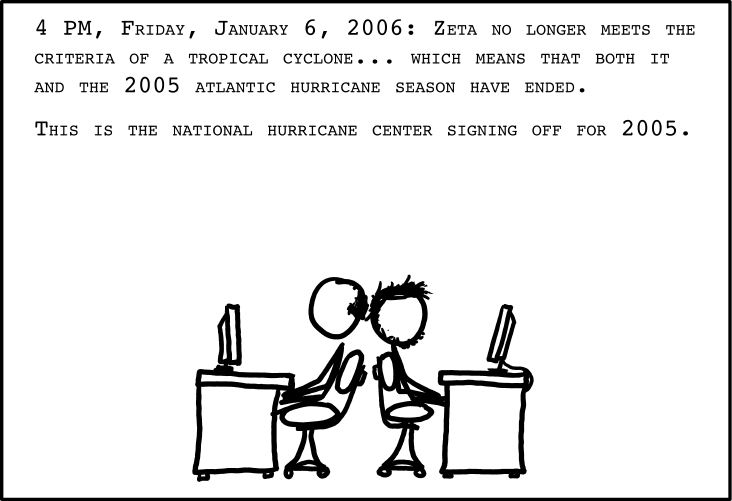 4 PM, Friday, January 6, 2006: Zeta no longer meets the
criteria of a tropical cyclone... which means that both it
and the 2005 atlantic hurricane season have ended.
This is the national hurricane center signing off for 2005.